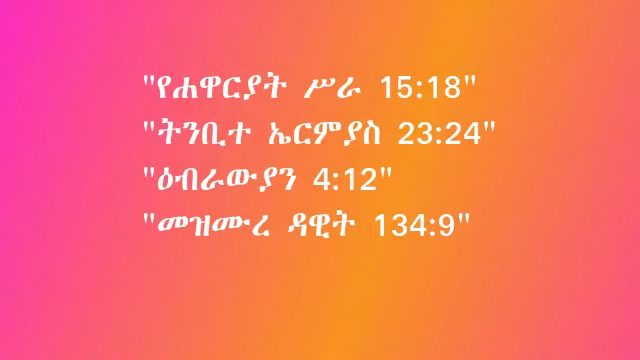 "የሐዋርያት ሥራ 15:18"
"ትንቢተ ኤርምያስ 23:24"
"ዕብራውያን 4:12"
"መዝሙረ ዳዊት 134:9"